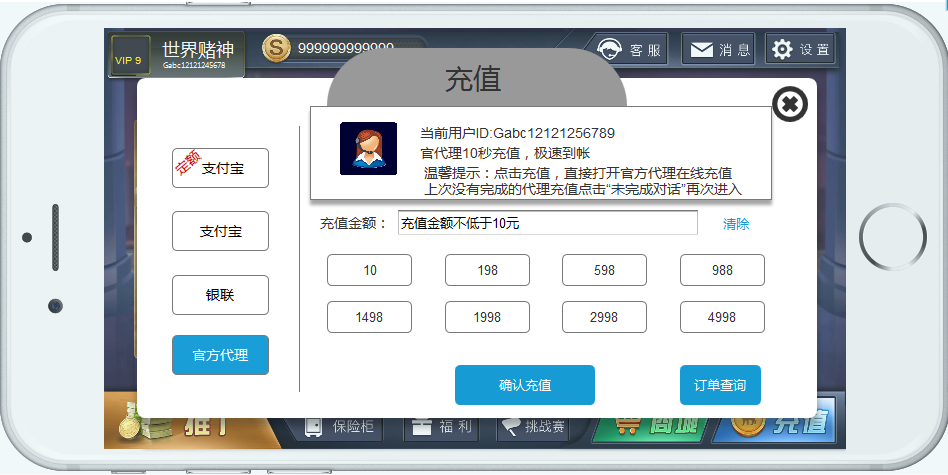 VIP 9
世界赌神
Gabc12121245678
S
999999999999
客 服
消 息
设 置
充值
当前用户ID:Gabc12121256789
官代理10秒充值，极速到帐
温馨提示：点击充值，直接打开官方代理在线充值
上次没有完成的代理充值点击“未完成对话”再次进入
定额
支付宝
支付宝
银联
官方代理
充值金额：
充值金额不低于10元
清除
10
198
598
988
1498
1998
2998
4998
确认充值
订单查询
推广
保险柜
福 利
挑战赛
商城
充值